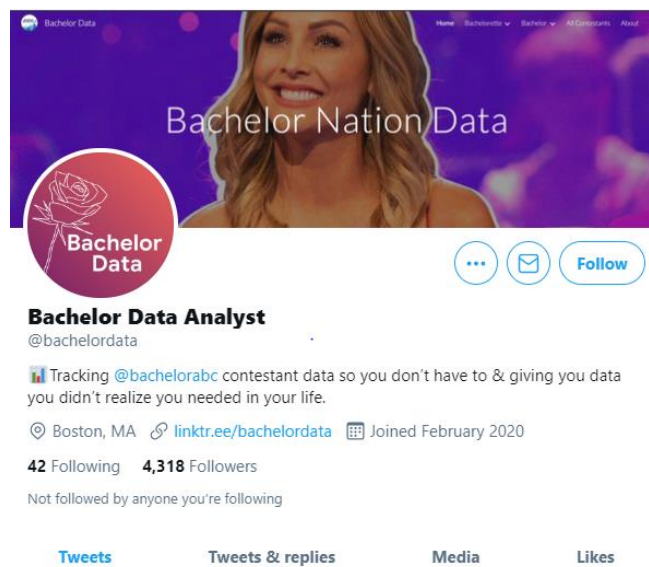 Bachelor Data
Home Bachelorette Bachelor All Contestants About
Bachelor Nation Data
Bachelor
Data
Follow
Bachelor Data Analyst
@bachelordata
Tracking @bachelorabc contestant data so you don't have to & giving you data
you didn't realize you needed in your life.
Boston, MA linktr.ee/bachelordata Joined February 2020
42 Following 4,318 Followers
Not followed by anyone you're following
Tweets Tweets & replies Media Likes